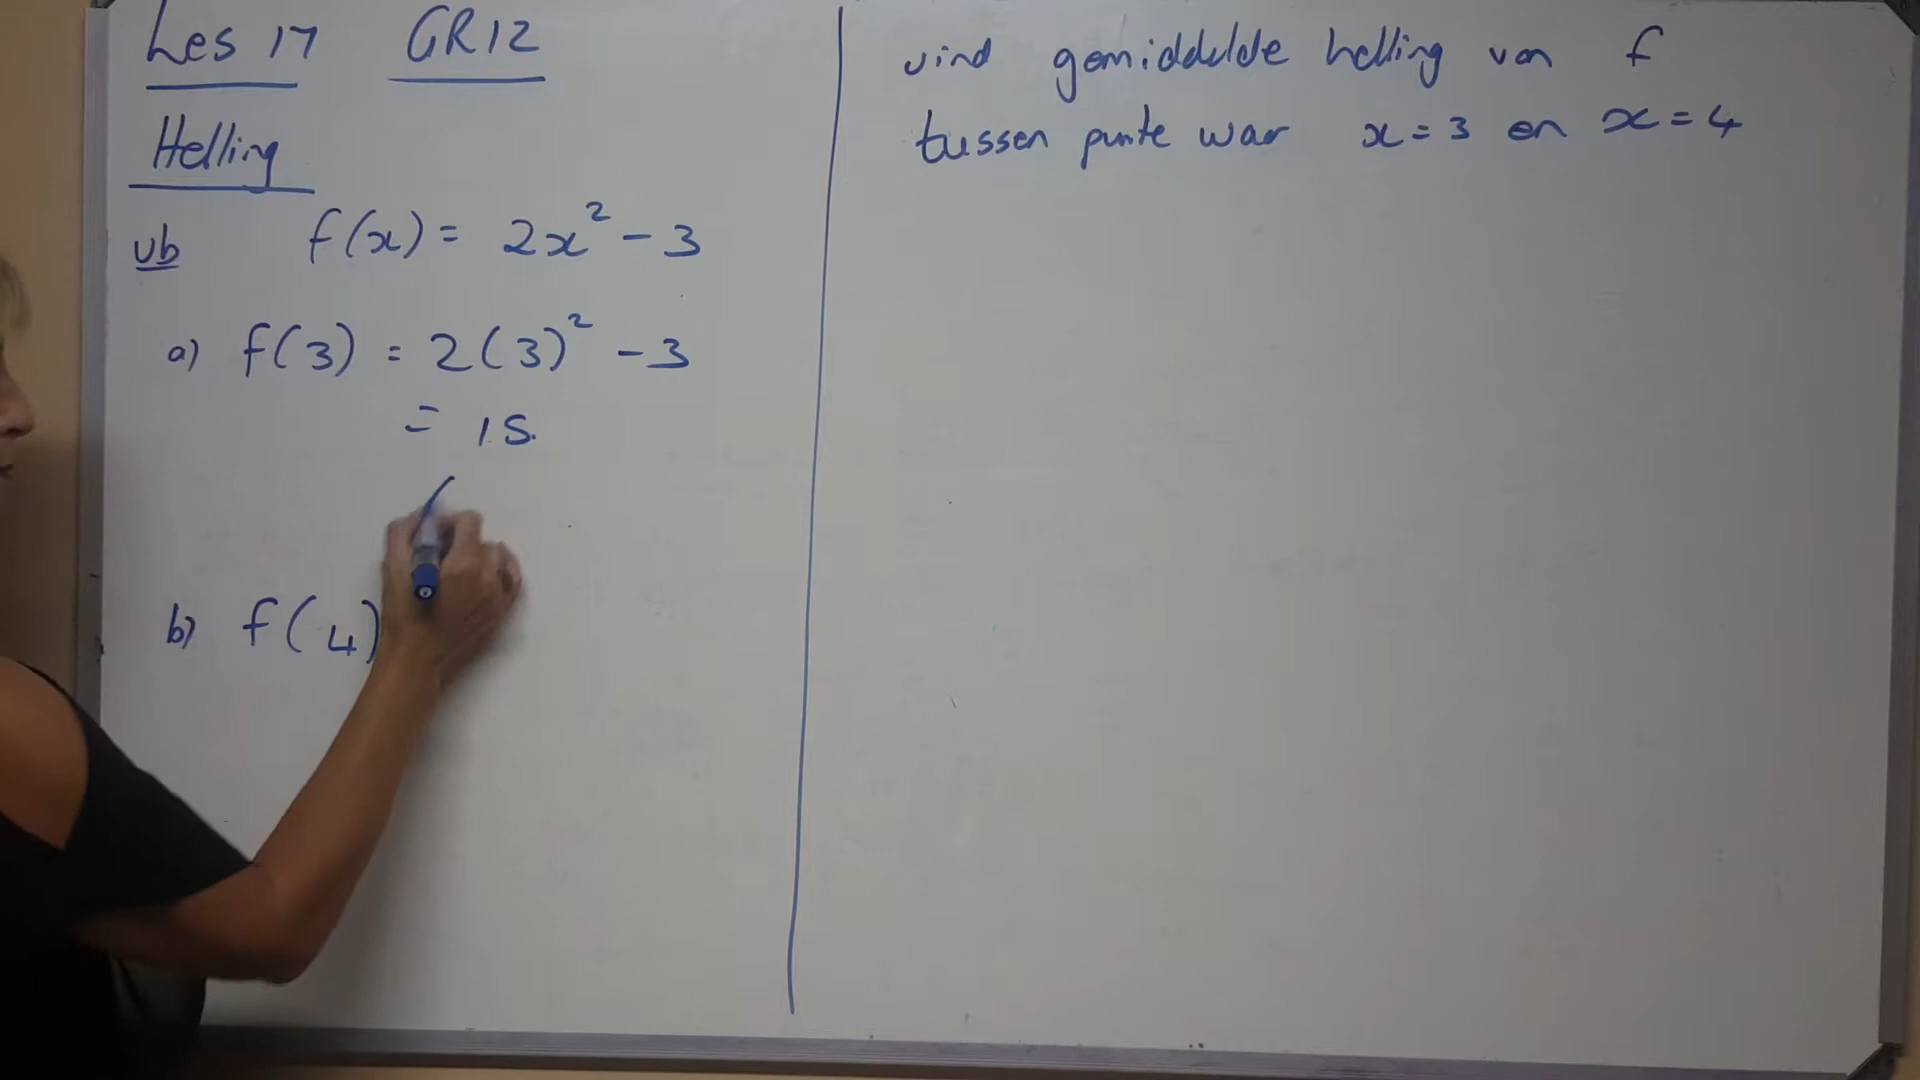 Les 17 GR12
Helling
vb f(x) = 2x² - 3
a) f(3) = 2(3)² - 3
= 15.
(
b) f(4)
vind gemiddelde helling van f
tussen punte waar x = 3 en x = 4